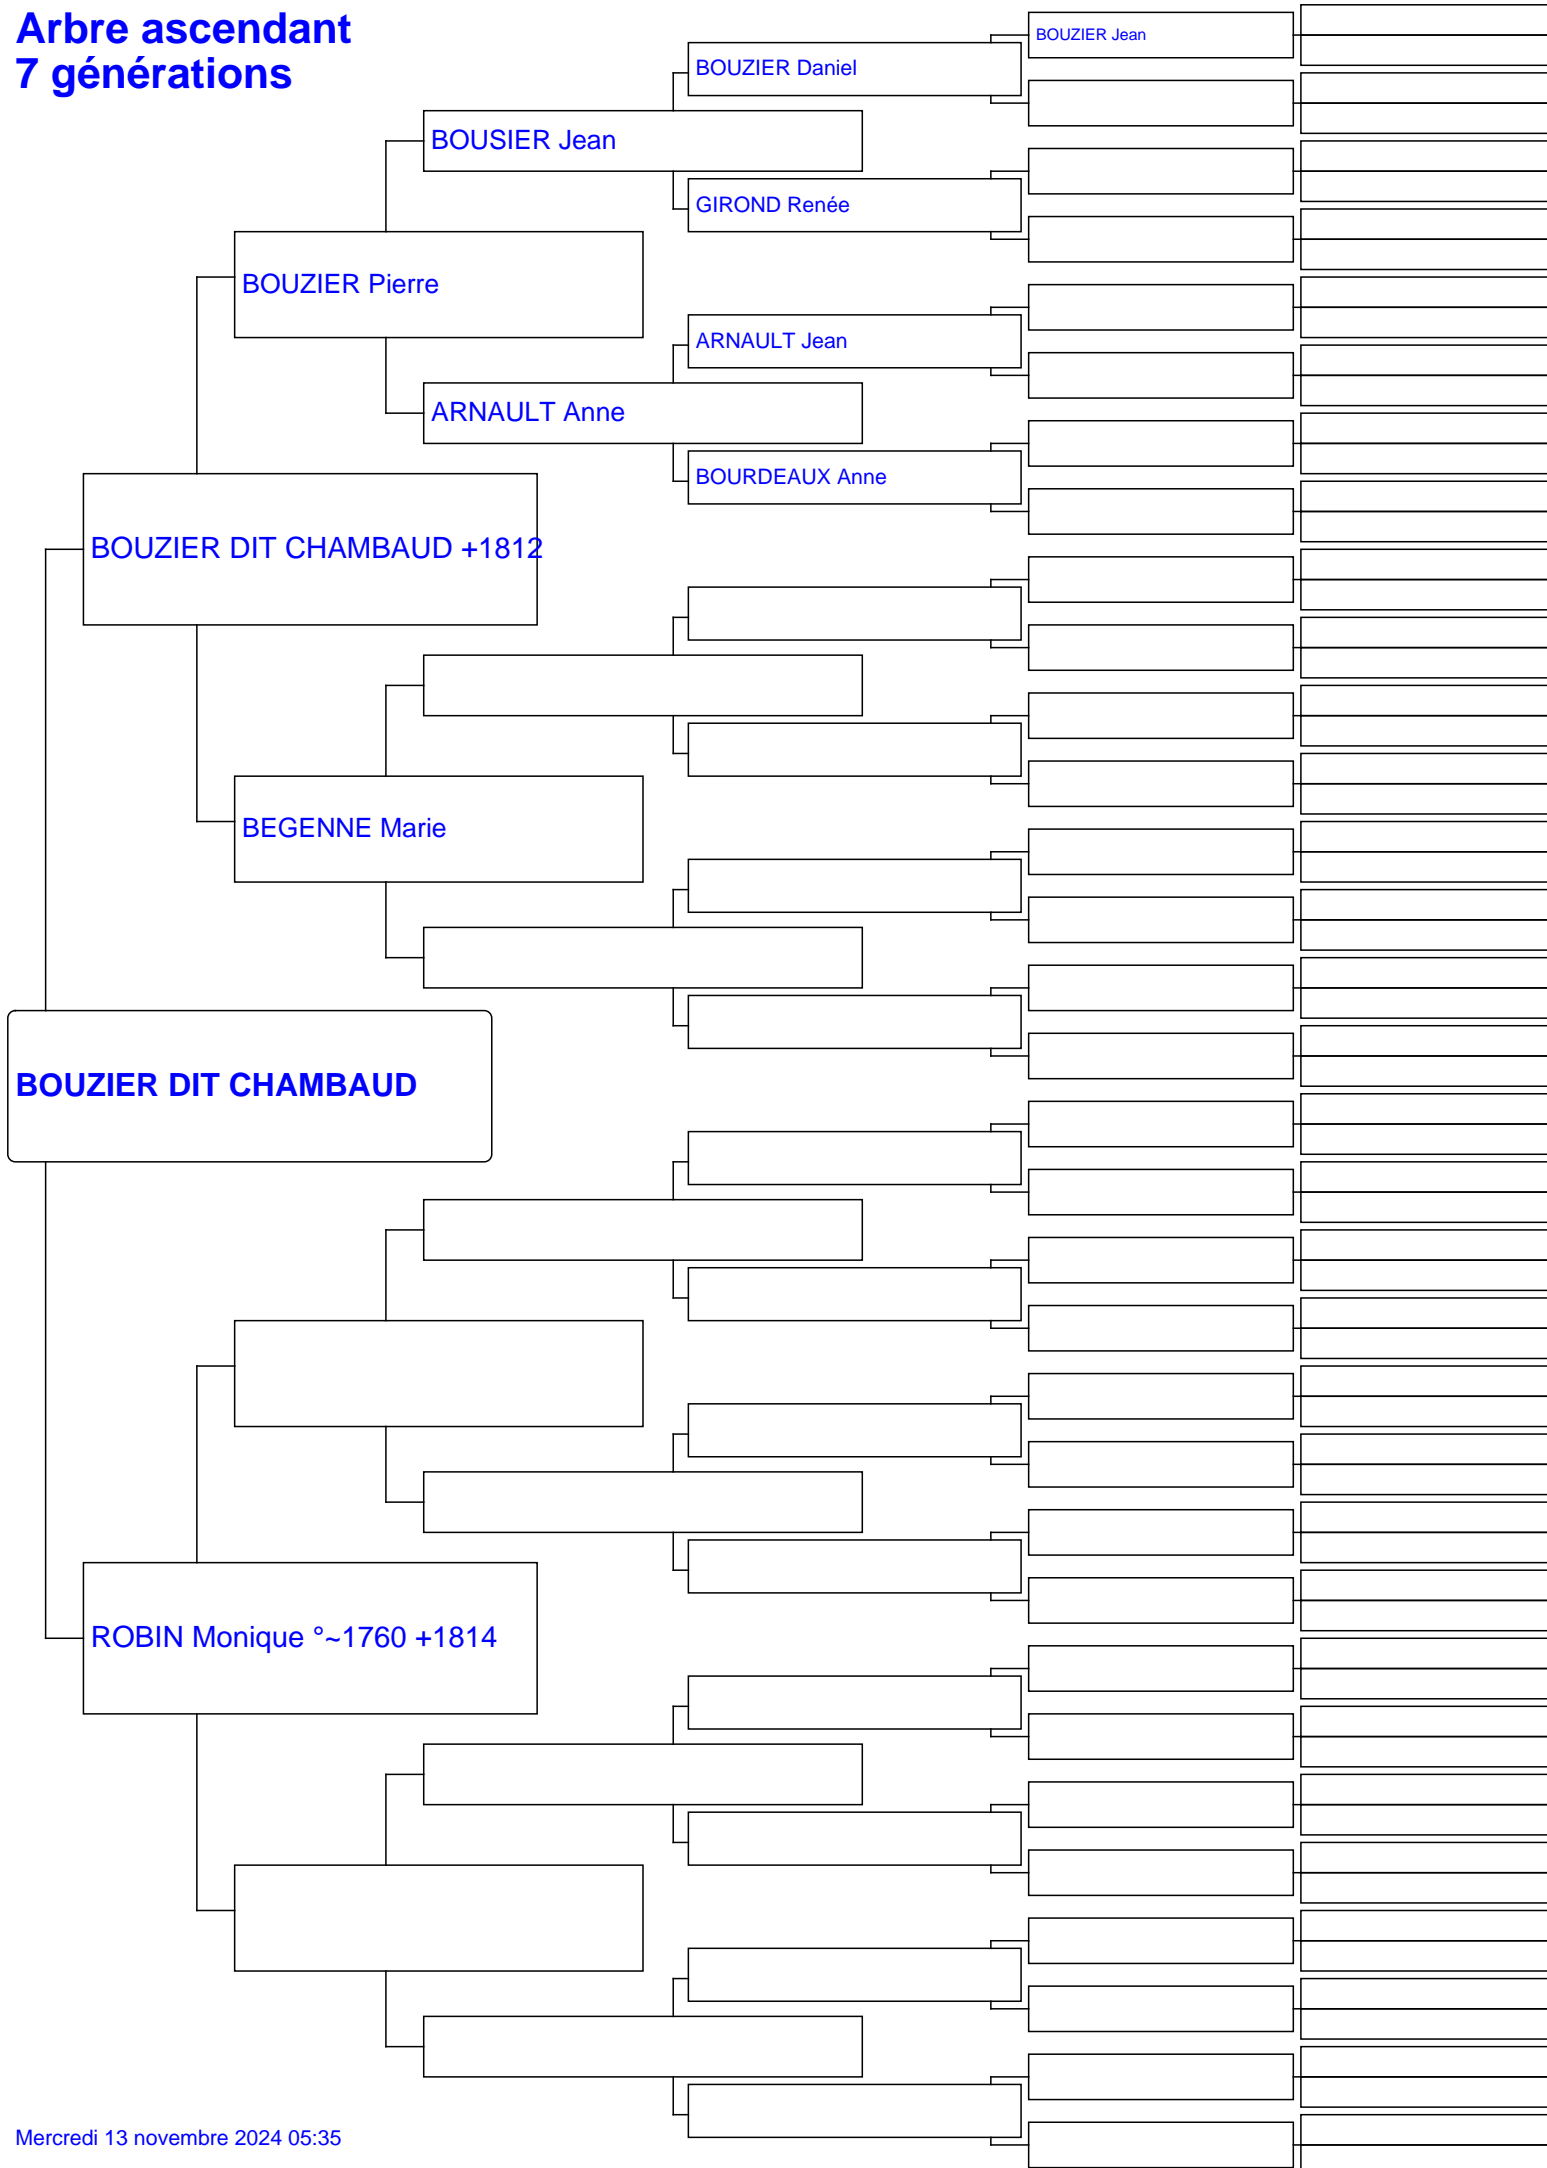 Arbre ascendant
7 générations
BOUZIER Jean
BOUZIER Daniel
BOUSIER Jean
GIROND Renée
BOUZIER Pierre
ARNAULT Jean
ARNAULT Anne
BOURDEAUX Anne
BOUZIER DIT CHAMBAUD +1812
BEGENNE Marie
BOUZIER DIT CHAMBAUD
ROBIN Monique °~1760 +1814
Mercredi 13 novembre 2024 05:35